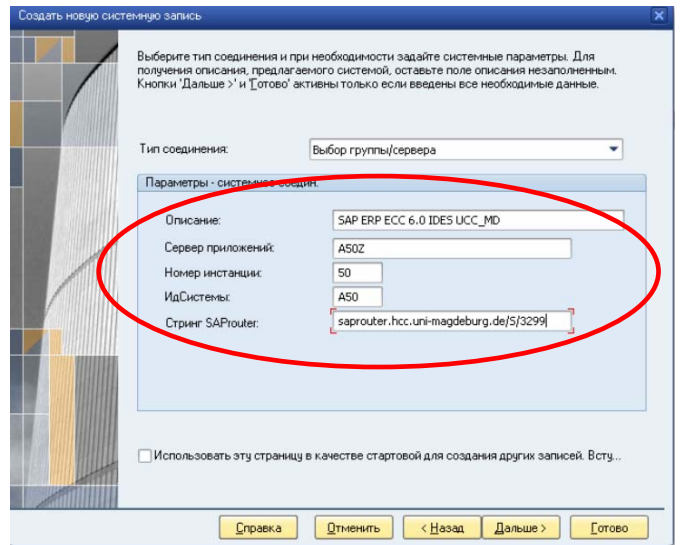 Создать новую системную запись
Выберите тип соединения и при необходимости задайте системные параметры. Для
получения описания, предлагаемого системой, оставьте поле описания незаполненным.
Кнопки 'Дальше >' и 'Готово' активны только если введены все необходимые данные.
Тип соединения: Выбор группы/сервера
Параметры - системное соедин.
Описание: SAP ERP ECC 6.0 IDES UCC_MD
Сервер приложений: A50Z
Номер инстанции: 50
ИдСистемы: A50
Стринг SAProuter: saprouter.hcc.uni-magdeburg.de/S/3299
Использовать эту страницу в качестве стартовой для создания других записей. Всту...
Справка Отменить < Назад Дальше > Готово